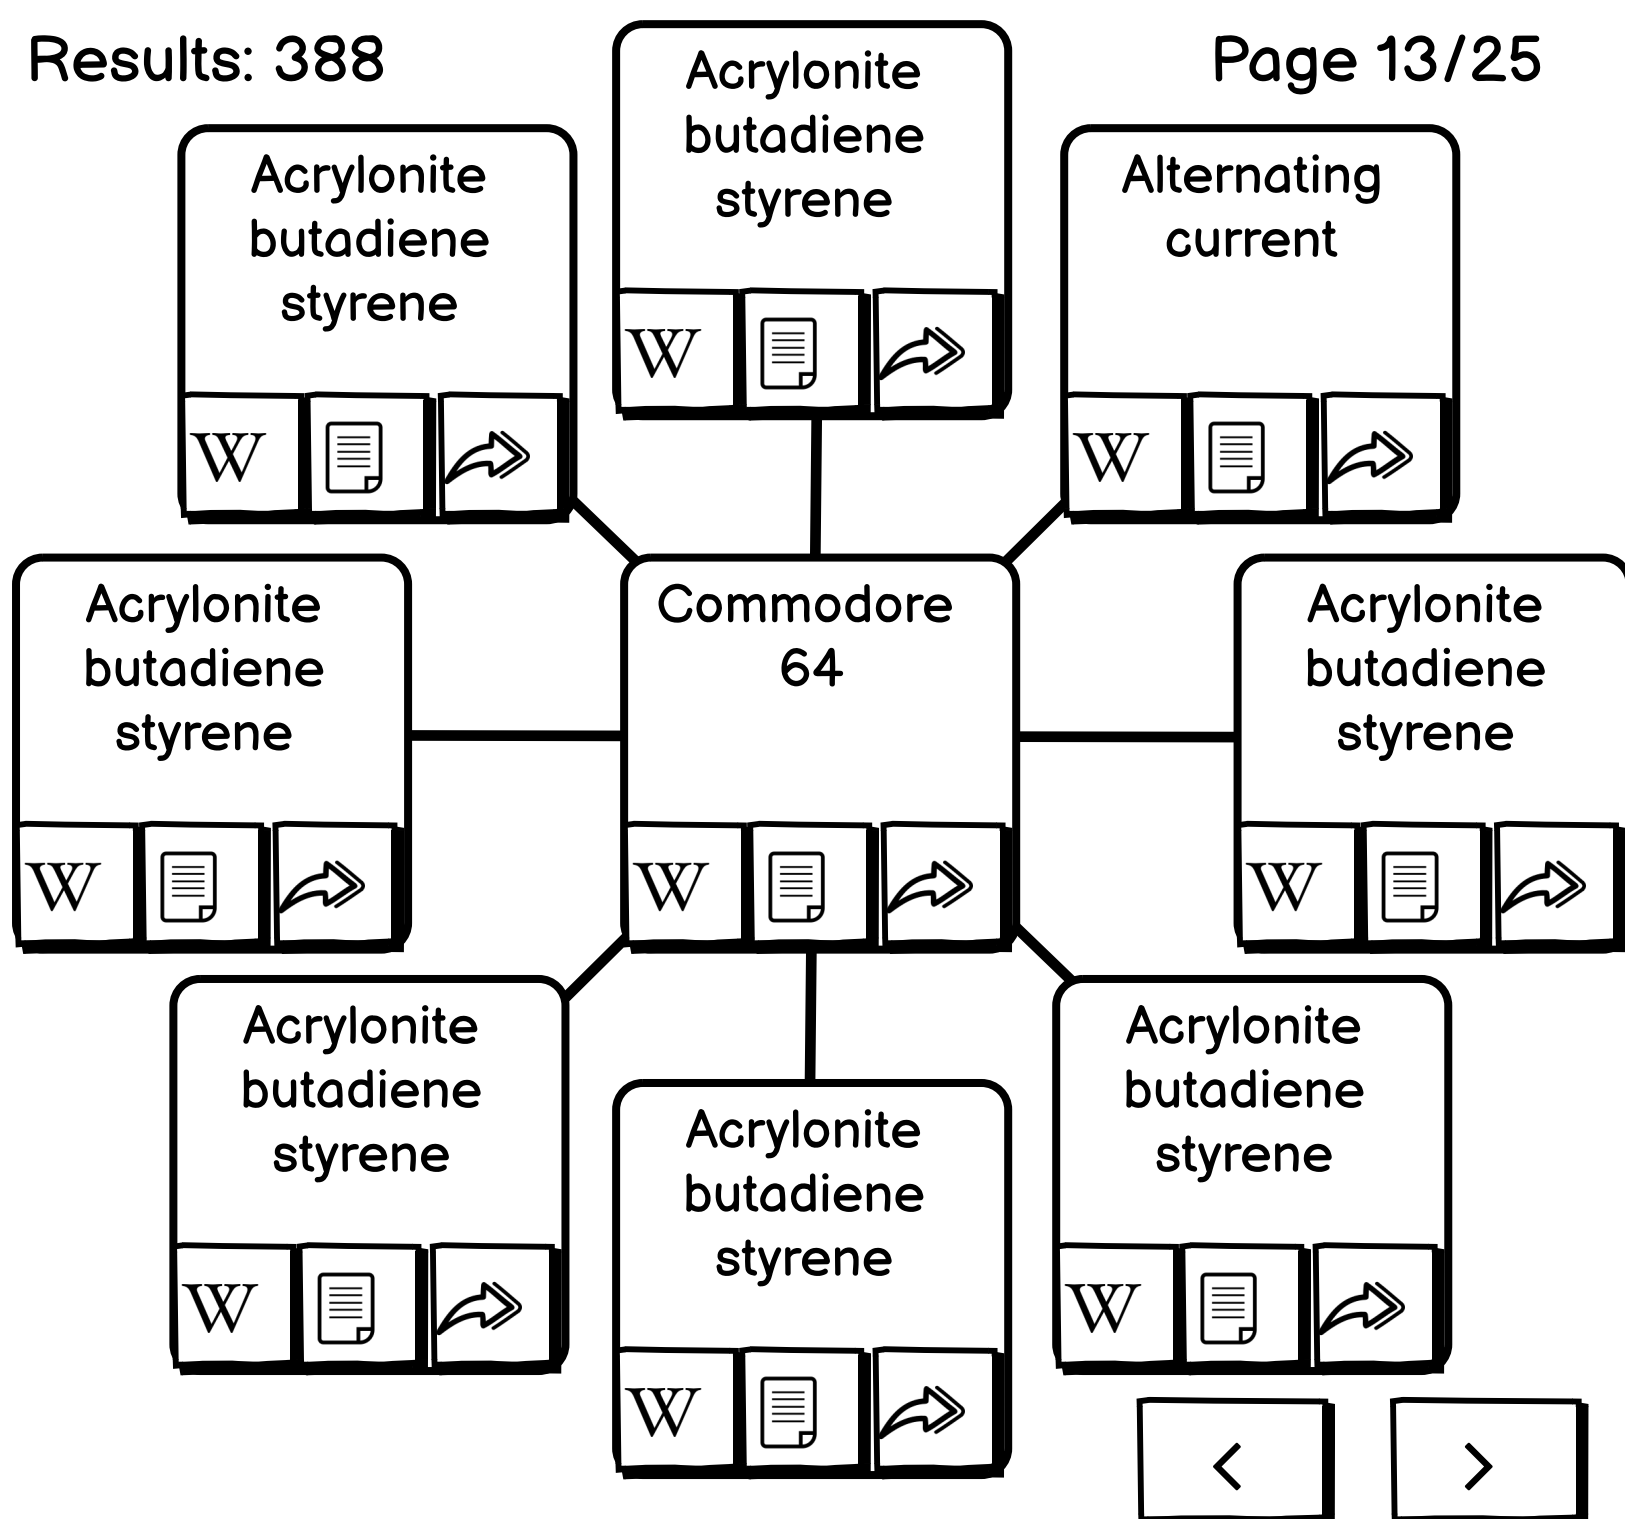 Results: 388
Page 13/25
Acrylonite
butadiene
styrene
W
Acrylonite
butadiene
styrene
W
Alternating
current
W
Acrylonite
butadiene
styrene
W
Commodore
64
W
Acrylonite
butadiene
styrene
W
Acrylonite
butadiene
styrene
W
Acrylonite
butadiene
styrene
W
Acrylonite
butadiene
styrene
W
< >